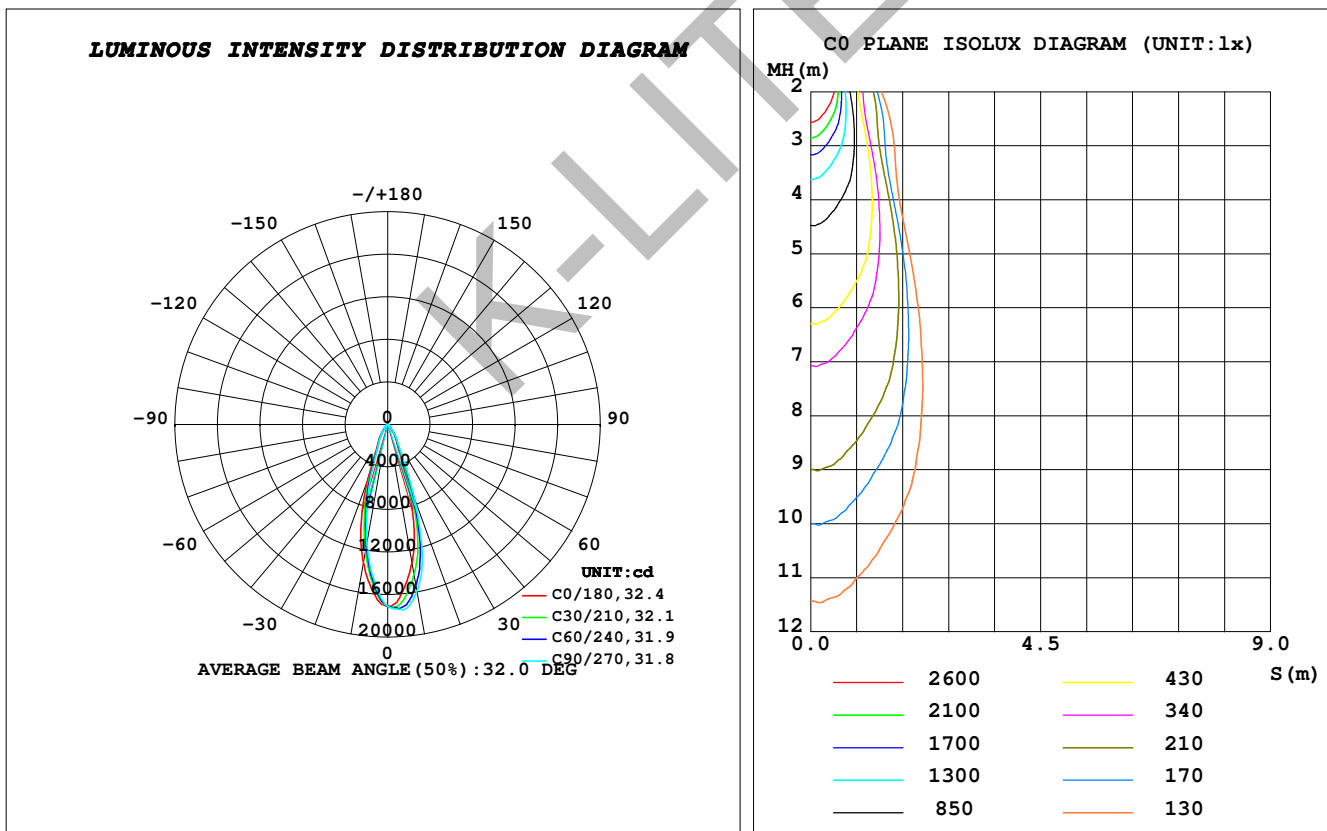 LUMINOUS INTENSITY DISTRIBUTION DIAGRAM
-/+180
-150
150
-120
120
-90
0
90
4000
8000
-60
12000
60
UNIT:cd
16000
C0/180,32.4
-30
20000
30
C30/210,32.1
C60/240,31.9
0
C90/270,31.8
AVERAGE BEAM ANGLE(50%):32.0 DEG
C0 PLANE ISOLUX DIAGRAM (UNIT:lx)
MH(m)
2
3
4
5
6
7
8
9
10
11
12
0.0 4.5 9.0
S(m)
2600 430
2100 340
1700 210
1300 170
850 130
K-LITE